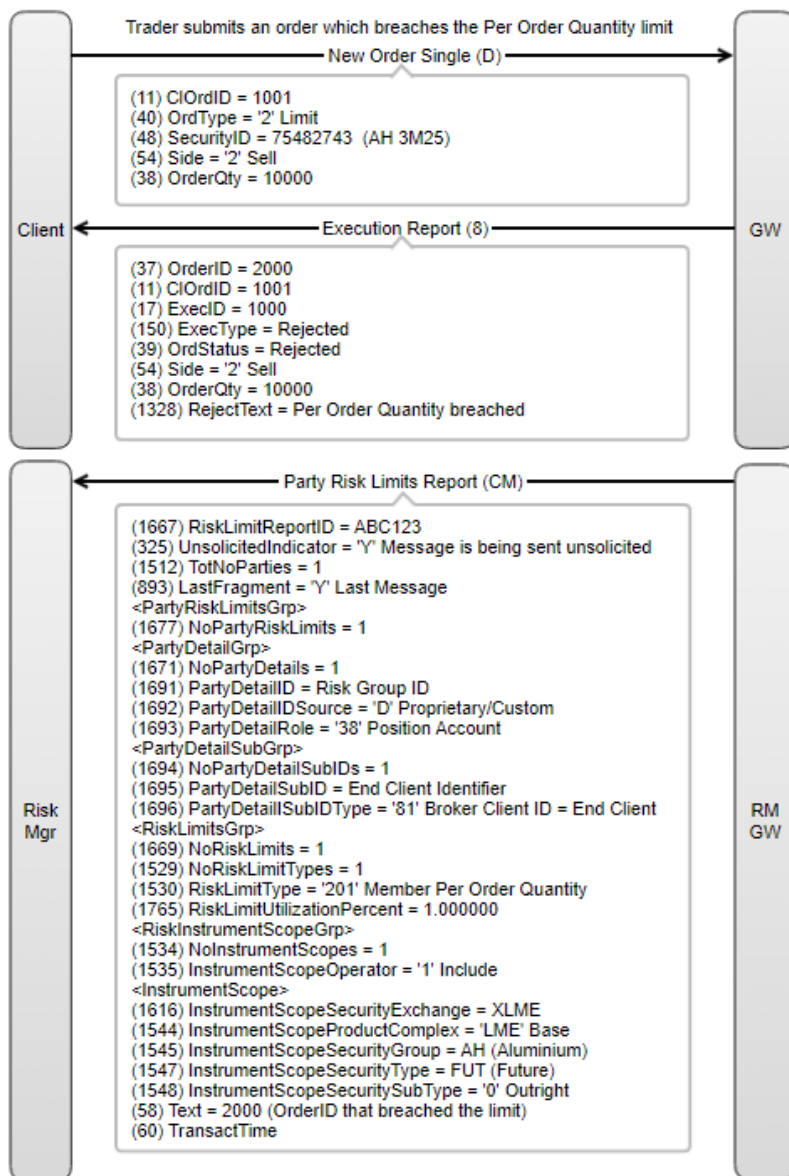 Trader submits an order which breaches the Per Order Quantity limit
New Order Single (D)
(11) ClOrdID = 1001
(40) OrdType = '2' Limit
(48) SecurityID = 75482743 (AH 3M25)
(54) Side = '2' Sell
(38) OrderQty = 10000
Client
Execution Report (8)
GW
(37) OrderID = 2000
(11) ClOrdID = 1001
(17) ExecID = 1000
(150) ExecType = Rejected
(39) OrdStatus = Rejected
(54) Side = '2' Sell
(38) OrderQty = 10000
(1328) RejectText = Per Order Quantity breached
Party Risk Limits Report (CM)
(1667) RiskLimitReportID = ABC123
(325) UnsolicitedIndicator = 'Y' Message is being sent unsolicited
(1512) TotNoParties = 1
(893) LastFragment = 'Y' Last Message
<PartyRiskLimitsGrp>
(1677) NoPartyRiskLimits = 1
<PartyDetailGrp>
(1671) NoPartyDetails = 1
(1691) PartyDetailID = Risk Group ID
(1692) PartyDetailIDSource = 'D' Proprietary/Custom
(1693) PartyDetailRole = '38' Position Account
<PartyDetailSubGrp>
(1694) NoPartyDetailSubIDs = 1
(1695) PartyDetailSubID = End Client Identifier
(1696) PartyDetailISubIDType = '81' Broker Client ID = End Client
<RiskLimitsGrp>
(1669) NoRiskLimits = 1
(1529) NoRiskLimitTypes = 1
(1530) RiskLimitType = '201' Member Per Order Quantity
(1765) RiskLimitUtilizationPercent = 1.000000
<RiskInstrumentScopeGrp>
(1534) NoInstrumentScopes = 1
(1535) InstrumentScopeOperator = '1' Include
<InstrumentScope>
(1616) InstrumentScopeSecurityExchange = XLME
(1544) InstrumentScopeProductComplex = 'LME' Base
(1545) InstrumentScopeSecurityGroup = AH (Aluminium)
(1547) InstrumentScopeSecurityType = FUT (Future)
(1548) InstrumentScopeSecuritySubType = '0' Outright
(58) Text = 2000 (OrderID that breached the limit)
(60) TransactTime
Risk
Mgr
RM
GW